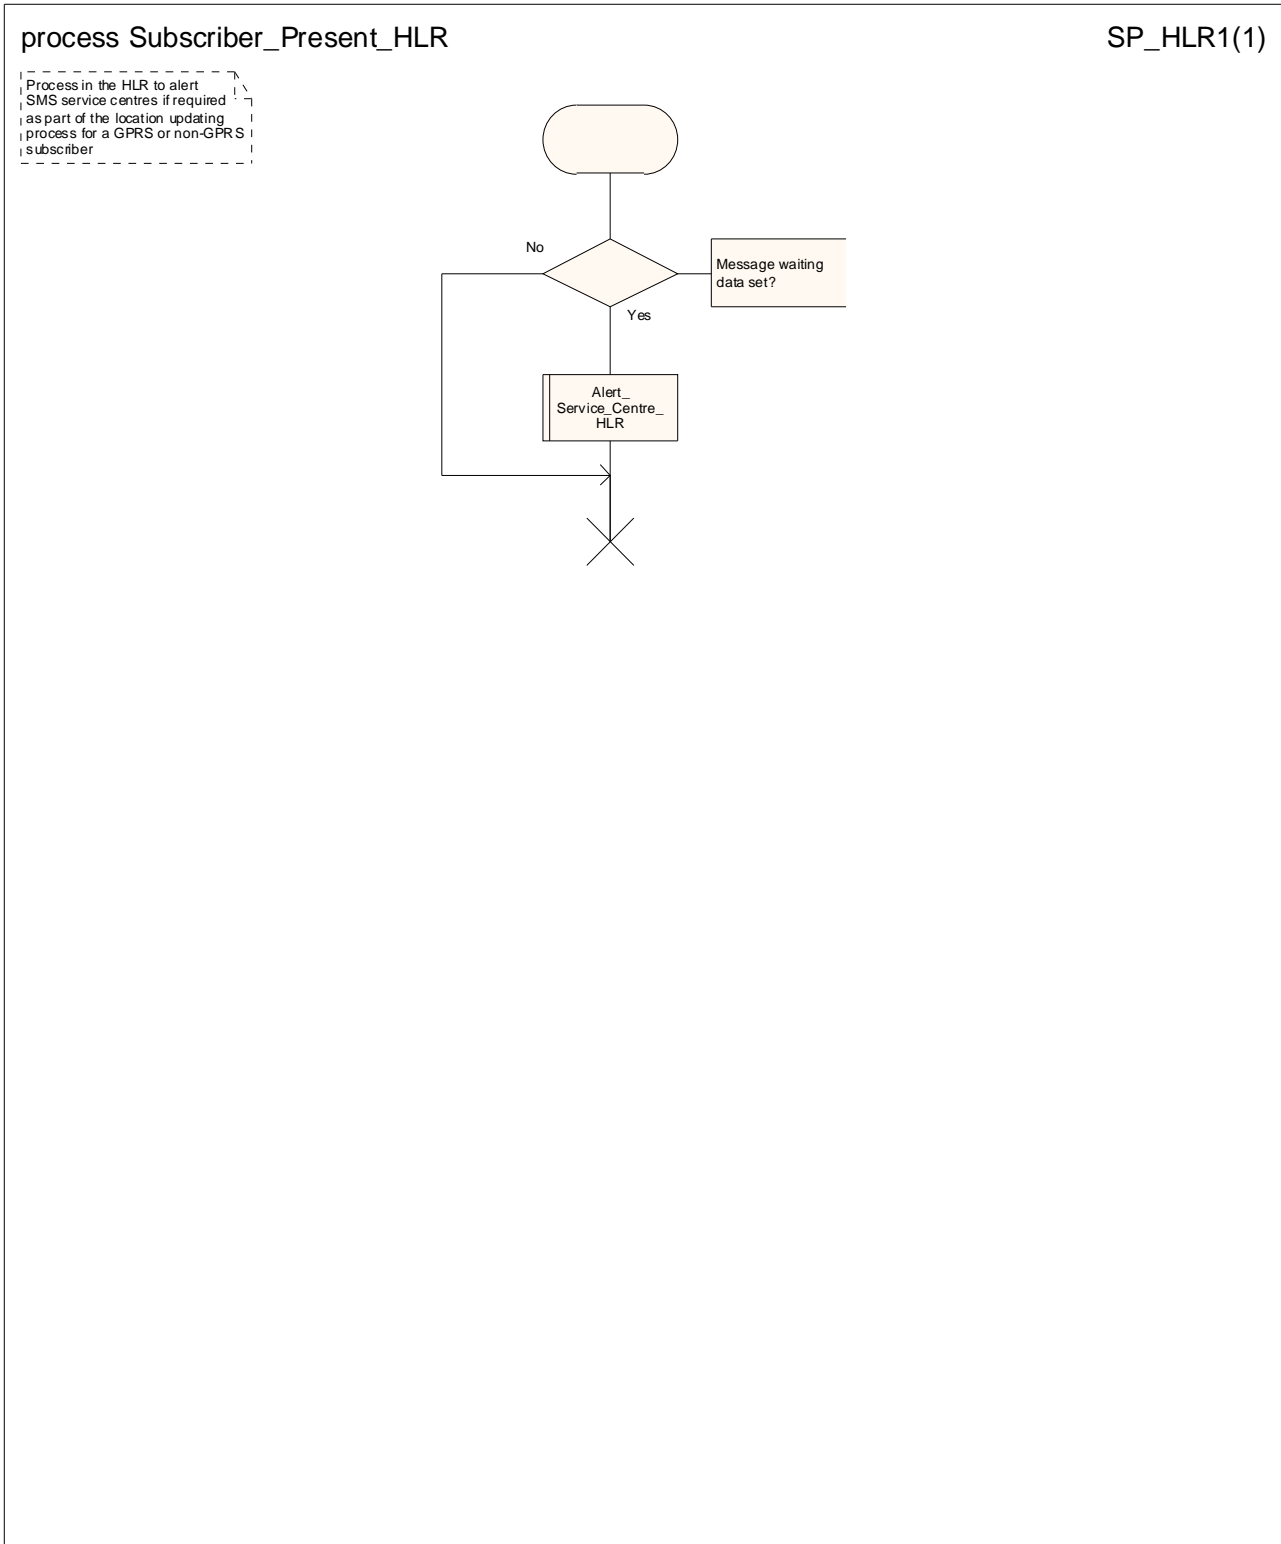 process Subscriber_Present_HLR
SP_HLR1(1)
Process in the HLR to alert
SMS service centres if required
as part of the location updating
process for a GPRS or non-GPRS
subscriber
No
Message waiting
data set?
Yes
Alert_
Service_Centre_
HLR